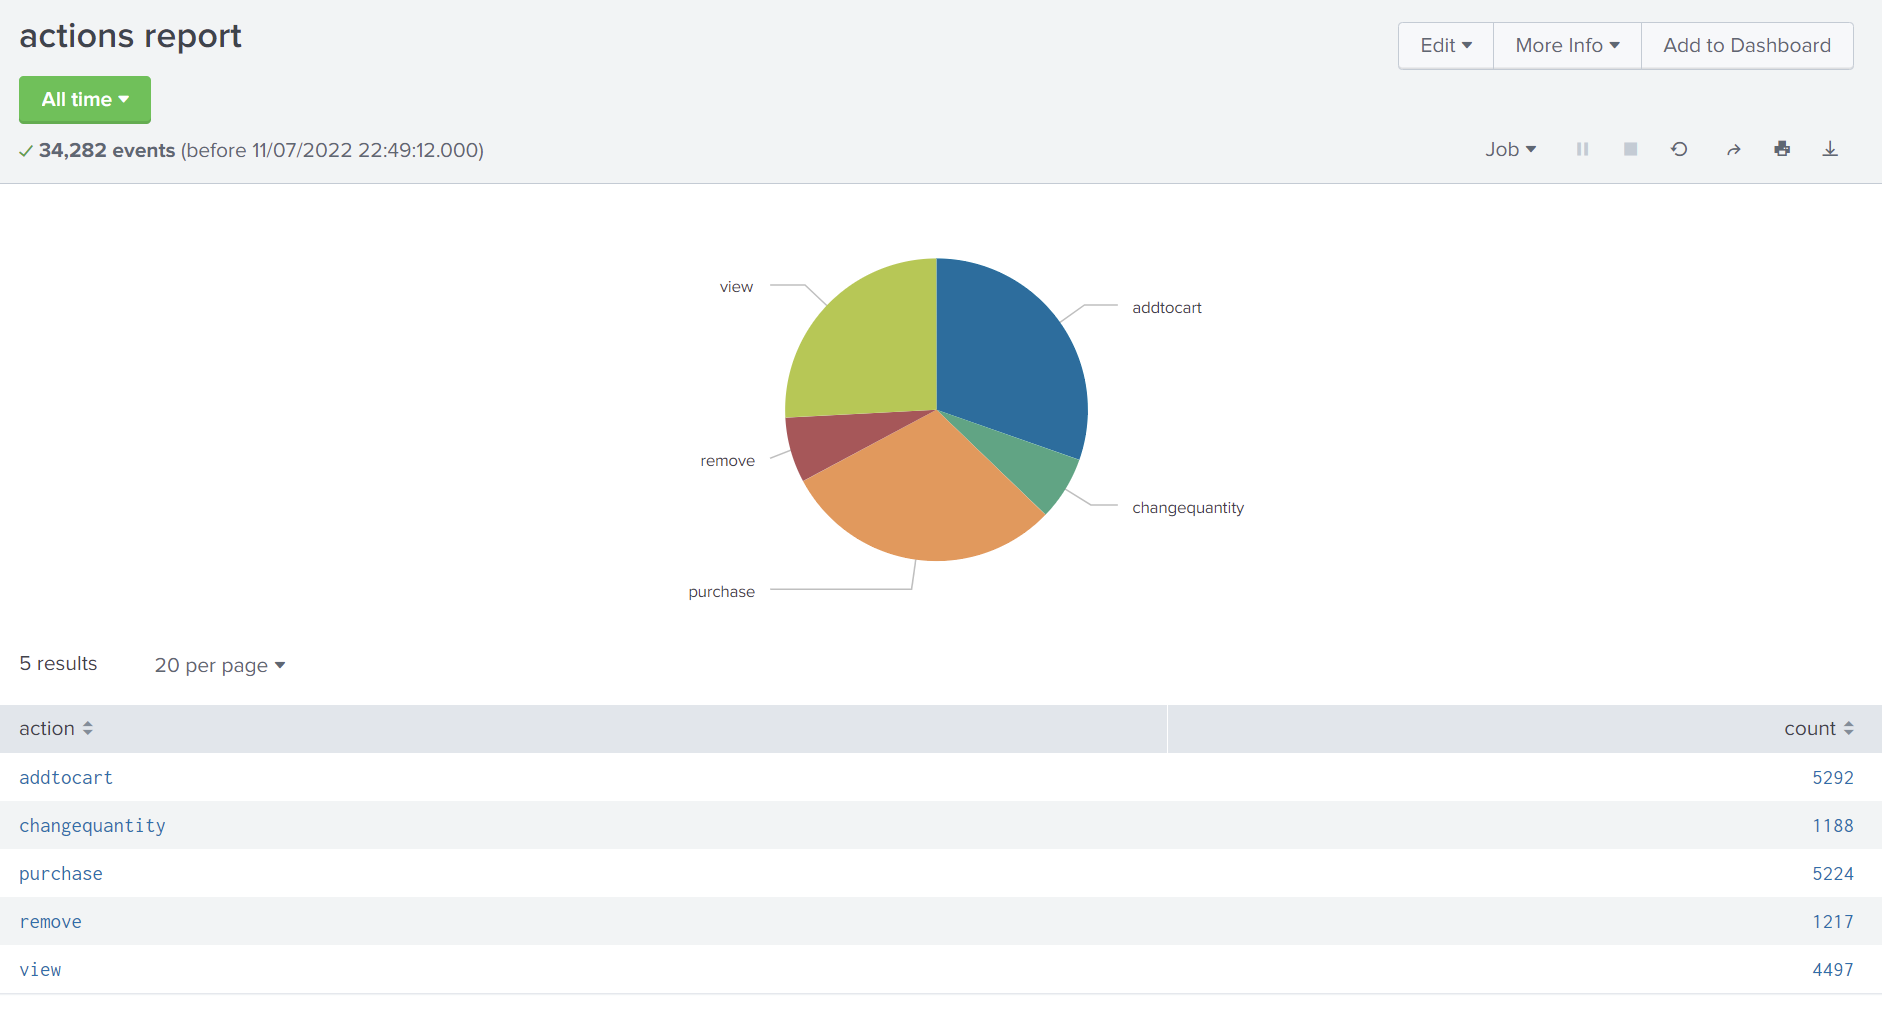 actions report
Edit More Info Add to Dashboard
All time
34,282 events (before 11/07/2022 22:49:12.000)
Job
view
addtocart
remove
changequantity
purchase
5 results 20 per page
action count
addtocart 5292
changequantity 1188
purchase 5224
remove 1217
view 4497